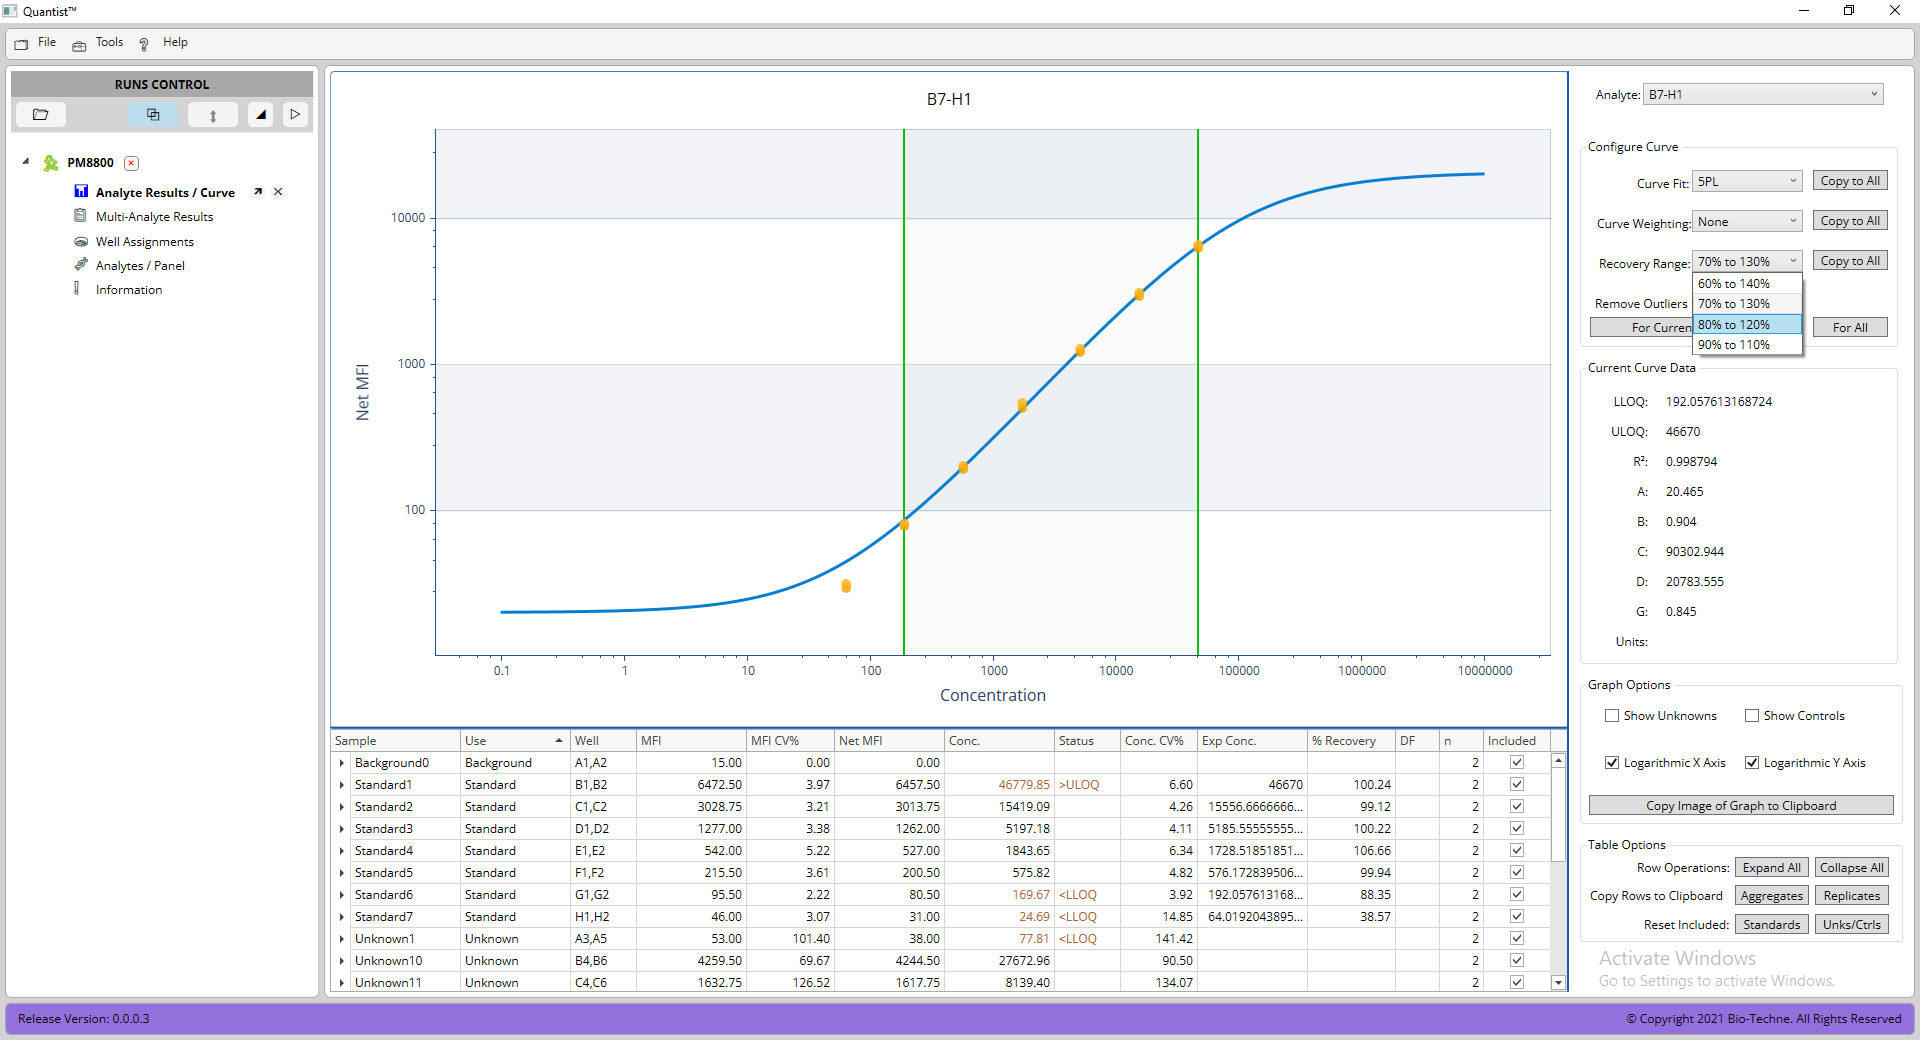 Quantist™
File Tools ? Help
RUNS CONTROL
PM8800
Analyte Results / Curve
Multi-Analyte Results
Well Assignments
Analytes / Panel
Information
B7-H1
Net MFI
10000
1000
100
0.1 1 10 100 1000 10000 100000 1000000 10000000
Concentration
Analyte: B7-H1
Configure Curve
Curve Fit: 5PL Copy to All
Curve Weighting: None Copy to All
Recovery Range: 70% to 130% Copy to All
60% to 140%
Remove Outliers 70% to 130%
For Curren 80% to 120% For All
90% to 110%
Current Curve Data
LLOQ: 192.057613168724
ULOQ: 46670
R²: 0.998794
A: 20.465
B: 0.904
C: 90302.944
D: 20783.555
G: 0.845
Units:
Graph Options
Show Unknowns Show Controls
Logarithmic X Axis Logarithmic Y Axis
Copy Image of Graph to Clipboard
Table Options
Row Operations: Expand All Collapse All
Copy Rows to Clipboard Aggregates Replicates
Reset Included: Standards Unks/Ctrls
Activate Windows
Go to Settings to activate Windows.
Sample Use Well MFI MFI CV% Net MFI Conc. Status Conc. CV% Exp Conc. % Recovery DF n Included
Background0 Background A1,A2 15.00 0.00 0.00 2
Standard1 Standard B1,B2 6472.50 3.97 6457.50 46779.85 >ULOQ 6.60 46670 100.24 2
Standard2 Standard C1,C2 3028.75 3.21 3013.75 15419.09 4.26 15556.6666666... 99.12 2
Standard3 Standard D1,D2 1277.00 3.38 1262.00 5197.18 4.11 5185.55555555... 100.22 2
Standard4 Standard E1,E2 542.00 5.22 527.00 1843.65 6.34 1728.51851851... 106.66 2
Standard5 Standard F1,F2 215.50 3.61 200.50 575.82 4.82 576.172839506... 99.94 2
Standard6 Standard G1,G2 95.50 2.22 80.50 169.67 <LLOQ 3.92 192.057613168... 88.35 2
Standard7 Standard H1,H2 46.00 3.07 31.00 24.69 <LLOQ 14.85 64.0192043895... 38.57 2
Unknown1 Unknown A3,A5 53.00 101.40 38.00 77.81 <LLOQ 141.42 2
Unknown10 Unknown B4,B6 4259.50 69.67 4244.50 27672.96 90.50 2
Unknown11 Unknown C4,C6 1632.75 126.52 1617.75 8139.40 134.07 2
Release Version: 0.0.0.3
© Copyright 2021 Bio-Techne. All Rights Reserved